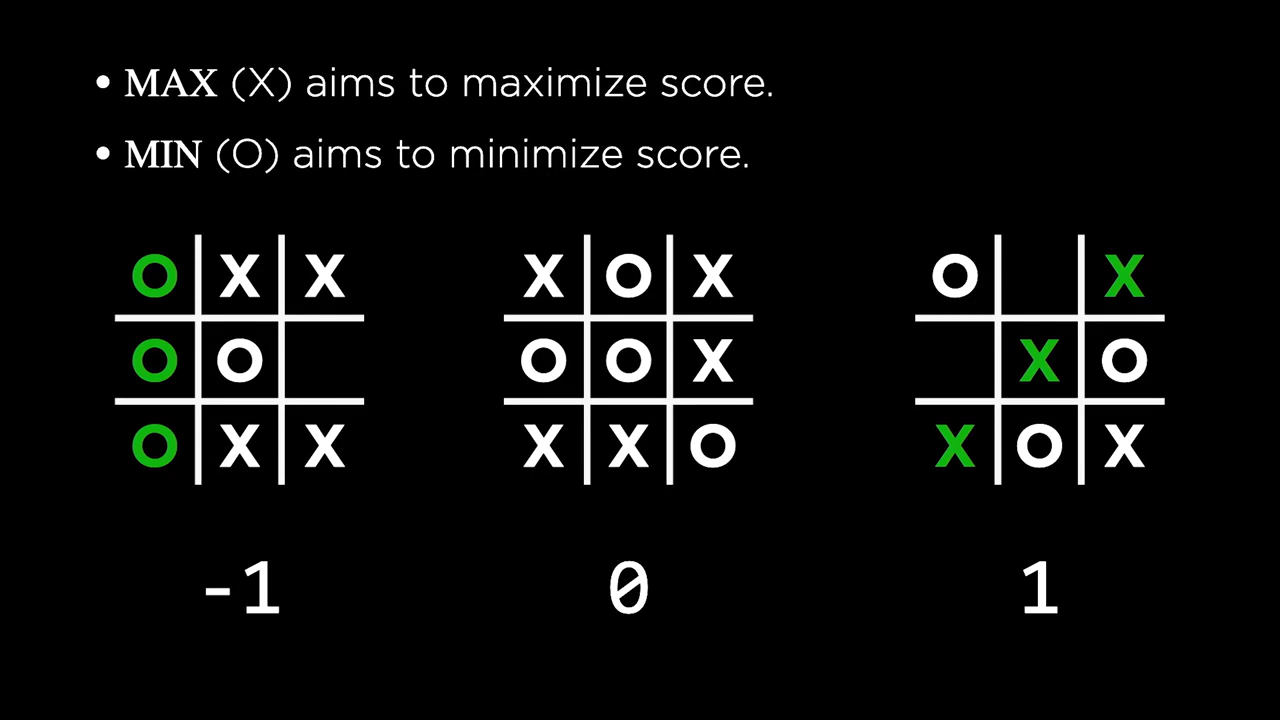 • MAX (X) aims to maximize score.
• MIN (O) aims to minimize score.
O X X X O X O X
O O O O X X O
O X X X X O X O X
-1 0 1